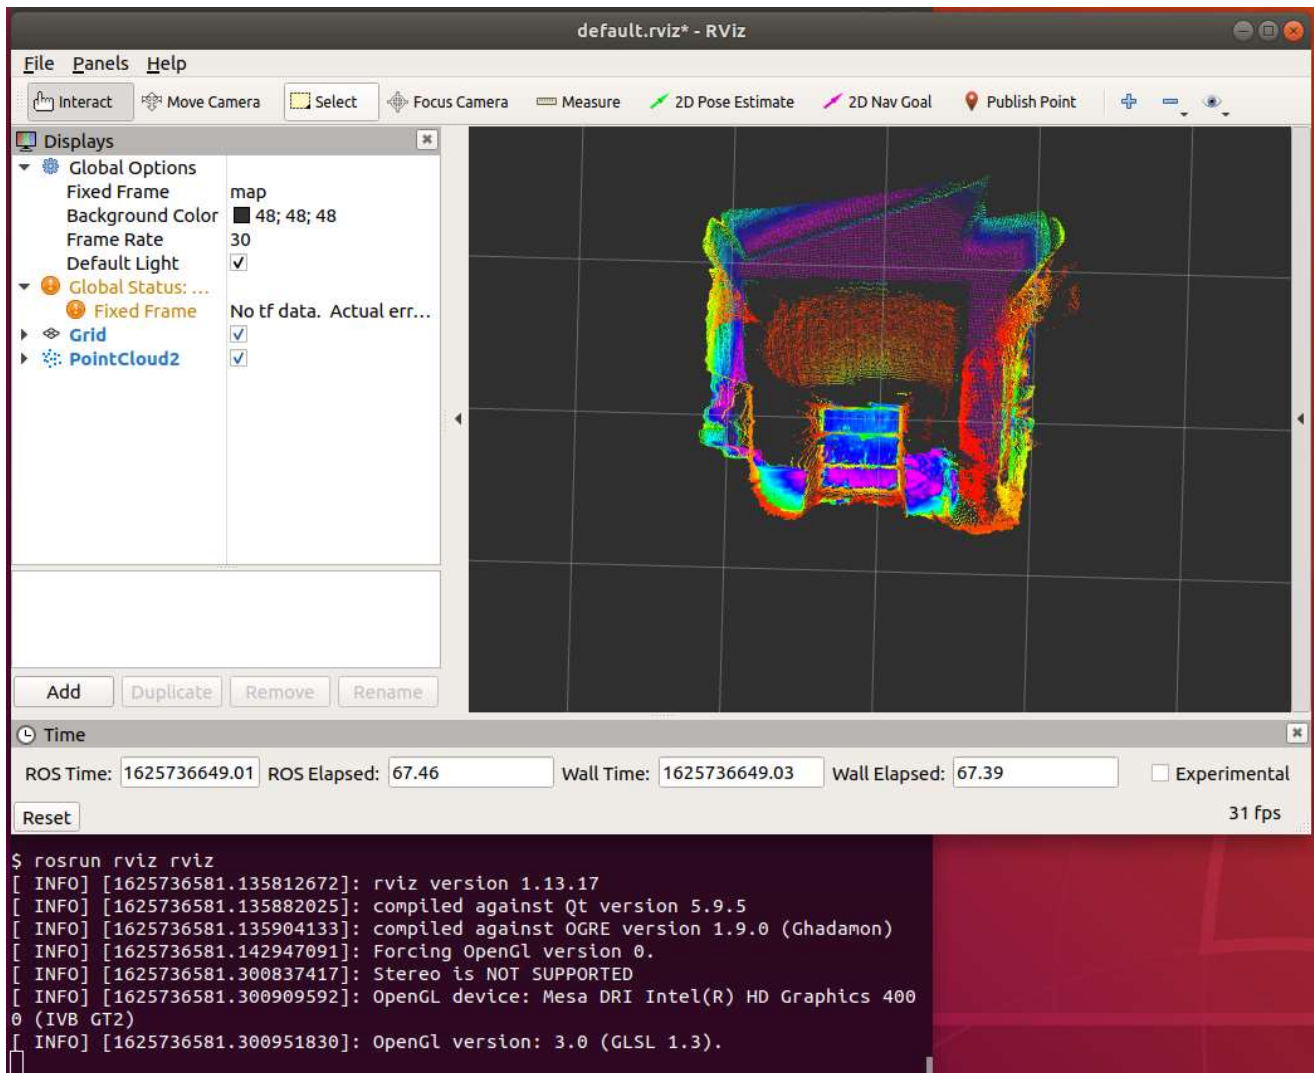 default.rviz* - RViz
File Panels Help
Interact Move Camera Select Focus Camera Measure 2D Pose Estimate 2D Nav Goal Publish Point
Displays
Global Options
Fixed Frame map
Background Color 48; 48; 48
Frame Rate 30
Default Light ✓
Global Status: ...
Fixed Frame No tf data. Actual err...
Grid ✓
PointCloud2 ✓
Add Duplicate Remove Rename
Time
ROS Time: 1625736649.01 ROS Elapsed: 67.46 Wall Time: 1625736649.03 Wall Elapsed: 67.39 Experimental
Reset 31 fps
$ rosrun rviz rviz
[ INFO] [1625736581.135812672]: rviz version 1.13.17
[ INFO] [1625736581.135882025]: compiled against Qt version 5.9.5
[ INFO] [1625736581.135904133]: compiled against OGRE version 1.9.0 (Ghadamon)
[ INFO] [1625736581.142947091]: Forcing OpenGl version 0.
[ INFO] [1625736581.300837417]: Stereo is NOT SUPPORTED
[ INFO] [1625736581.300909592]: OpenGL device: Mesa DRI Intel(R) HD Graphics 400
0 (IVB GT2)
[ INFO] [1625736581.300951830]: OpenGl version: 3.0 (GLSL 1.3).